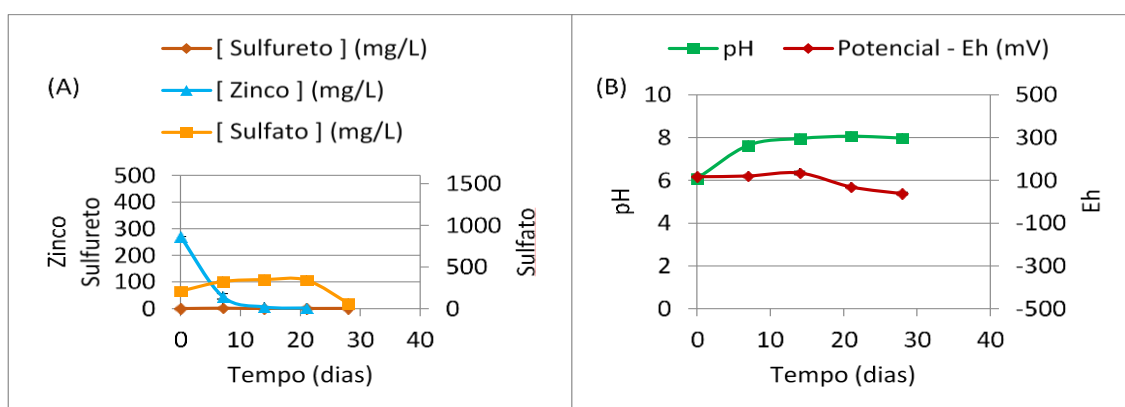 (A)
[ Sulfureto ] (mg/L)
[ Zinco ] (mg/L)
[ Sulfato ] (mg/L)
500
400
300
200
100
0
Zinco
Sulfureto
1500
1000
500
0
Sulfato
0 10 20 30 40
Tempo (dias)
pH Potencial - Eh (mV)
(B)
10
8
6
4
2
0
pH
500
300
100
-100
-300
-500
Eh
0 10 20 30 40
Tempo (dias)